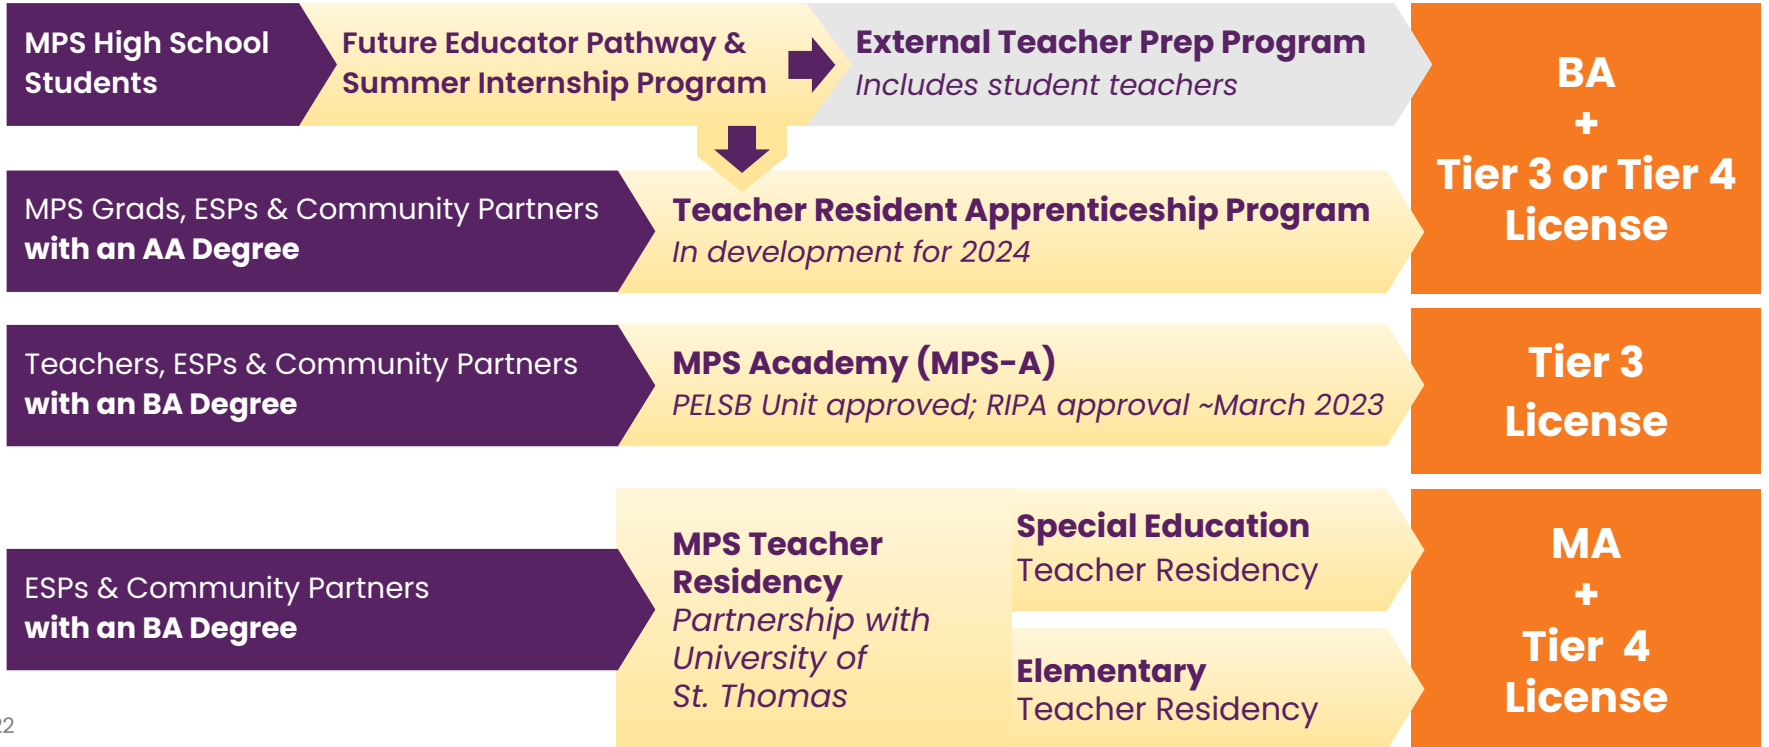 MPS High School
Students
Future Educator Pathway &
Summer Internship Program
External Teacher Prep Program
Includes student teachers
BA
+
Tier 3 or Tier 4
License
MPS Grads, ESPs & Community Partners
with an AA Degree
Teacher Resident Apprenticeship Program
In development for 2024
Teachers, ESPs & Community Partners
with an BA Degree
MPS Academy (MPS-A)
PELSB Unit approved; RIPA approval ~March 2023
Tier 3
License
ESPs & Community Partners
with an BA Degree
MPS Teacher
Residency
Partnership with
University of
St. Thomas
Special Education
Teacher Residency
Elementary
Teacher Residency
MA
+
Tier 4
License
22